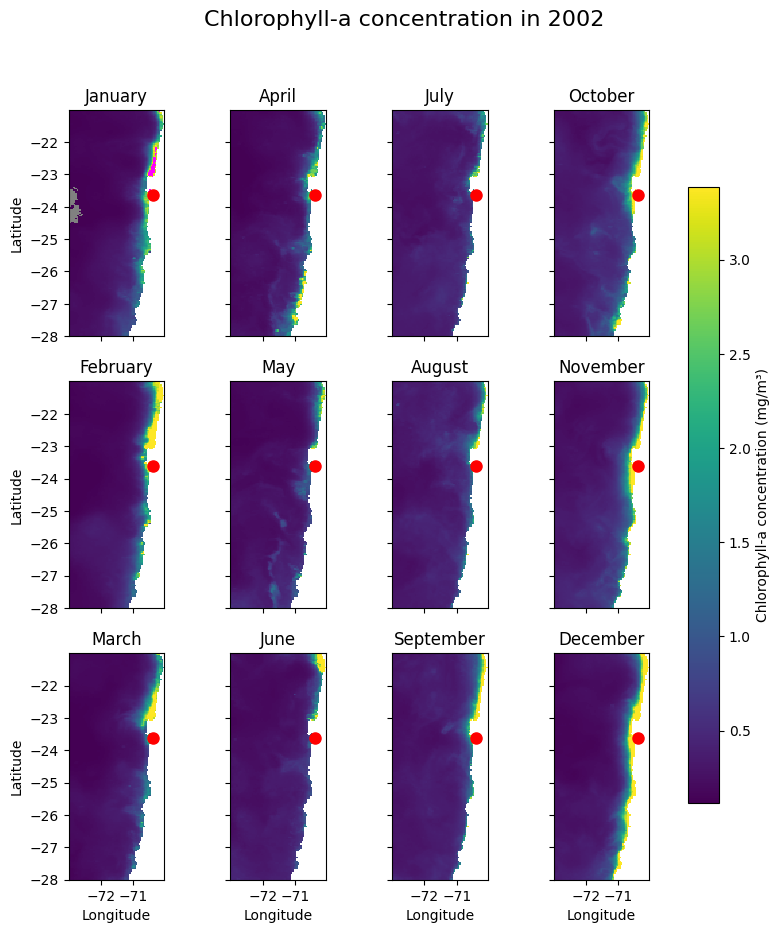 Chlorophyll-a concentration in 2002
January
April
July
October
−22
−23
−24
−25
−26
−27
−28
Latitude
February
May
August
November
−22
−23
−24
−25
−26
−27
−28
Latitude
March
June
September
December
−22
−23
−24
−25
−26
−27
−28
Latitude
−72 −71
−72 −71
−72 −71
−72 −71
Longitude
Longitude
Longitude
Longitude
3.0
2.5
2.0
1.5
1.0
0.5
Chlorophyll-a concentration (mg/m³)